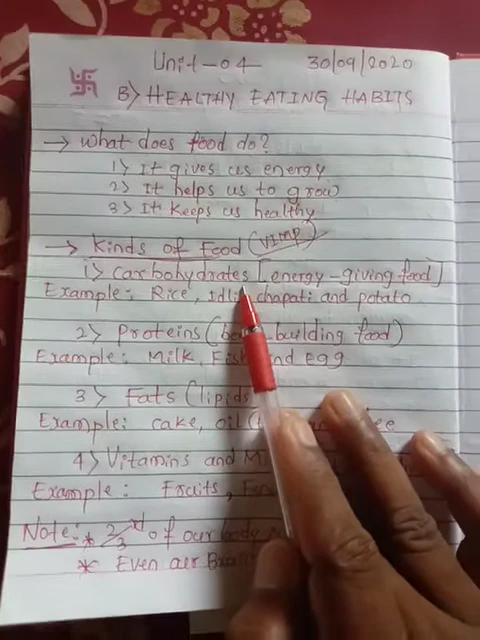 Unit-04 30/09/2020
B) HEALTHY EATING HABITS
→ What does food do?
1) It gives us energy
2) It helps us to grow
3) It keeps us healthy
→ Kinds of Food (VIMP)
1) carbohydrates [energy-giving food]
Example: Rice, Idli, chapati and potato
2) Proteins ( building food)
Example: Milk, Fish and egg
3) Fats (lipids
Example: cake, oil
4) Vitamins and
Example: Fruits,
Note: * 2/3rd of our body
* Even our